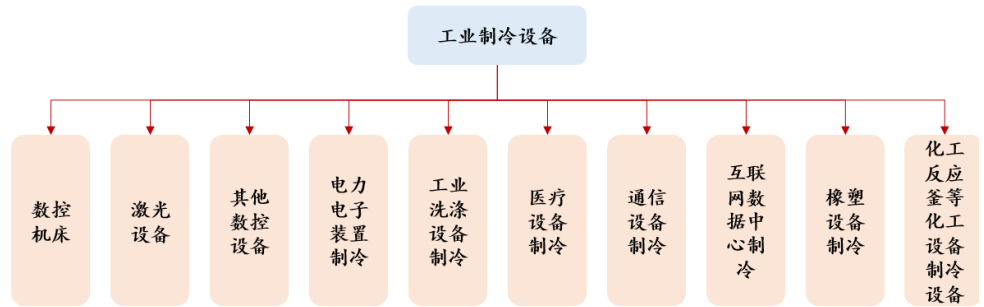 工业制冷设备
数控
机床
激光
设备
其他
数控
设备
电力
电子
装置
制冷
工业
洗涤
设备
制冷
医疗
设备
制冷
通信
设备
制冷
互联
网数
据中
心制
冷
橡塑
设备
制冷
化工
反应
釜等
化工
设备
制冷
设备